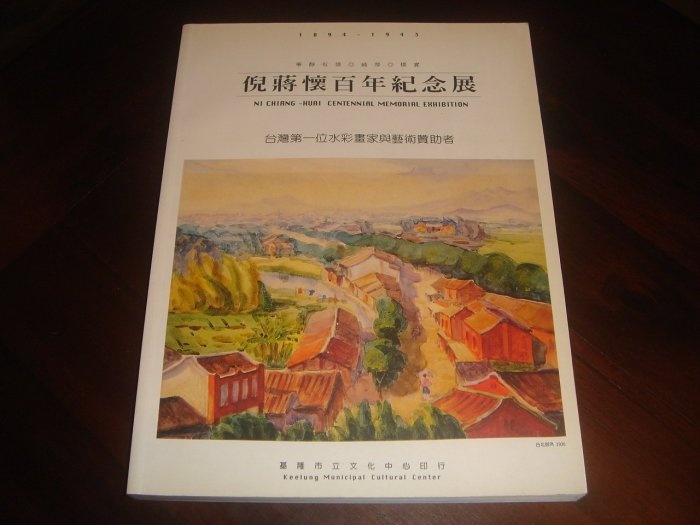 1894-1943
倪蔣懷百年紀念展
NI CHIANG-HUAI CENTENNIAL MEMORIAL EXHIBITION
台灣第一位水彩畫家與藝術贊助者
基隆市立文化中心印行
Keelung Municipal Cultural Center